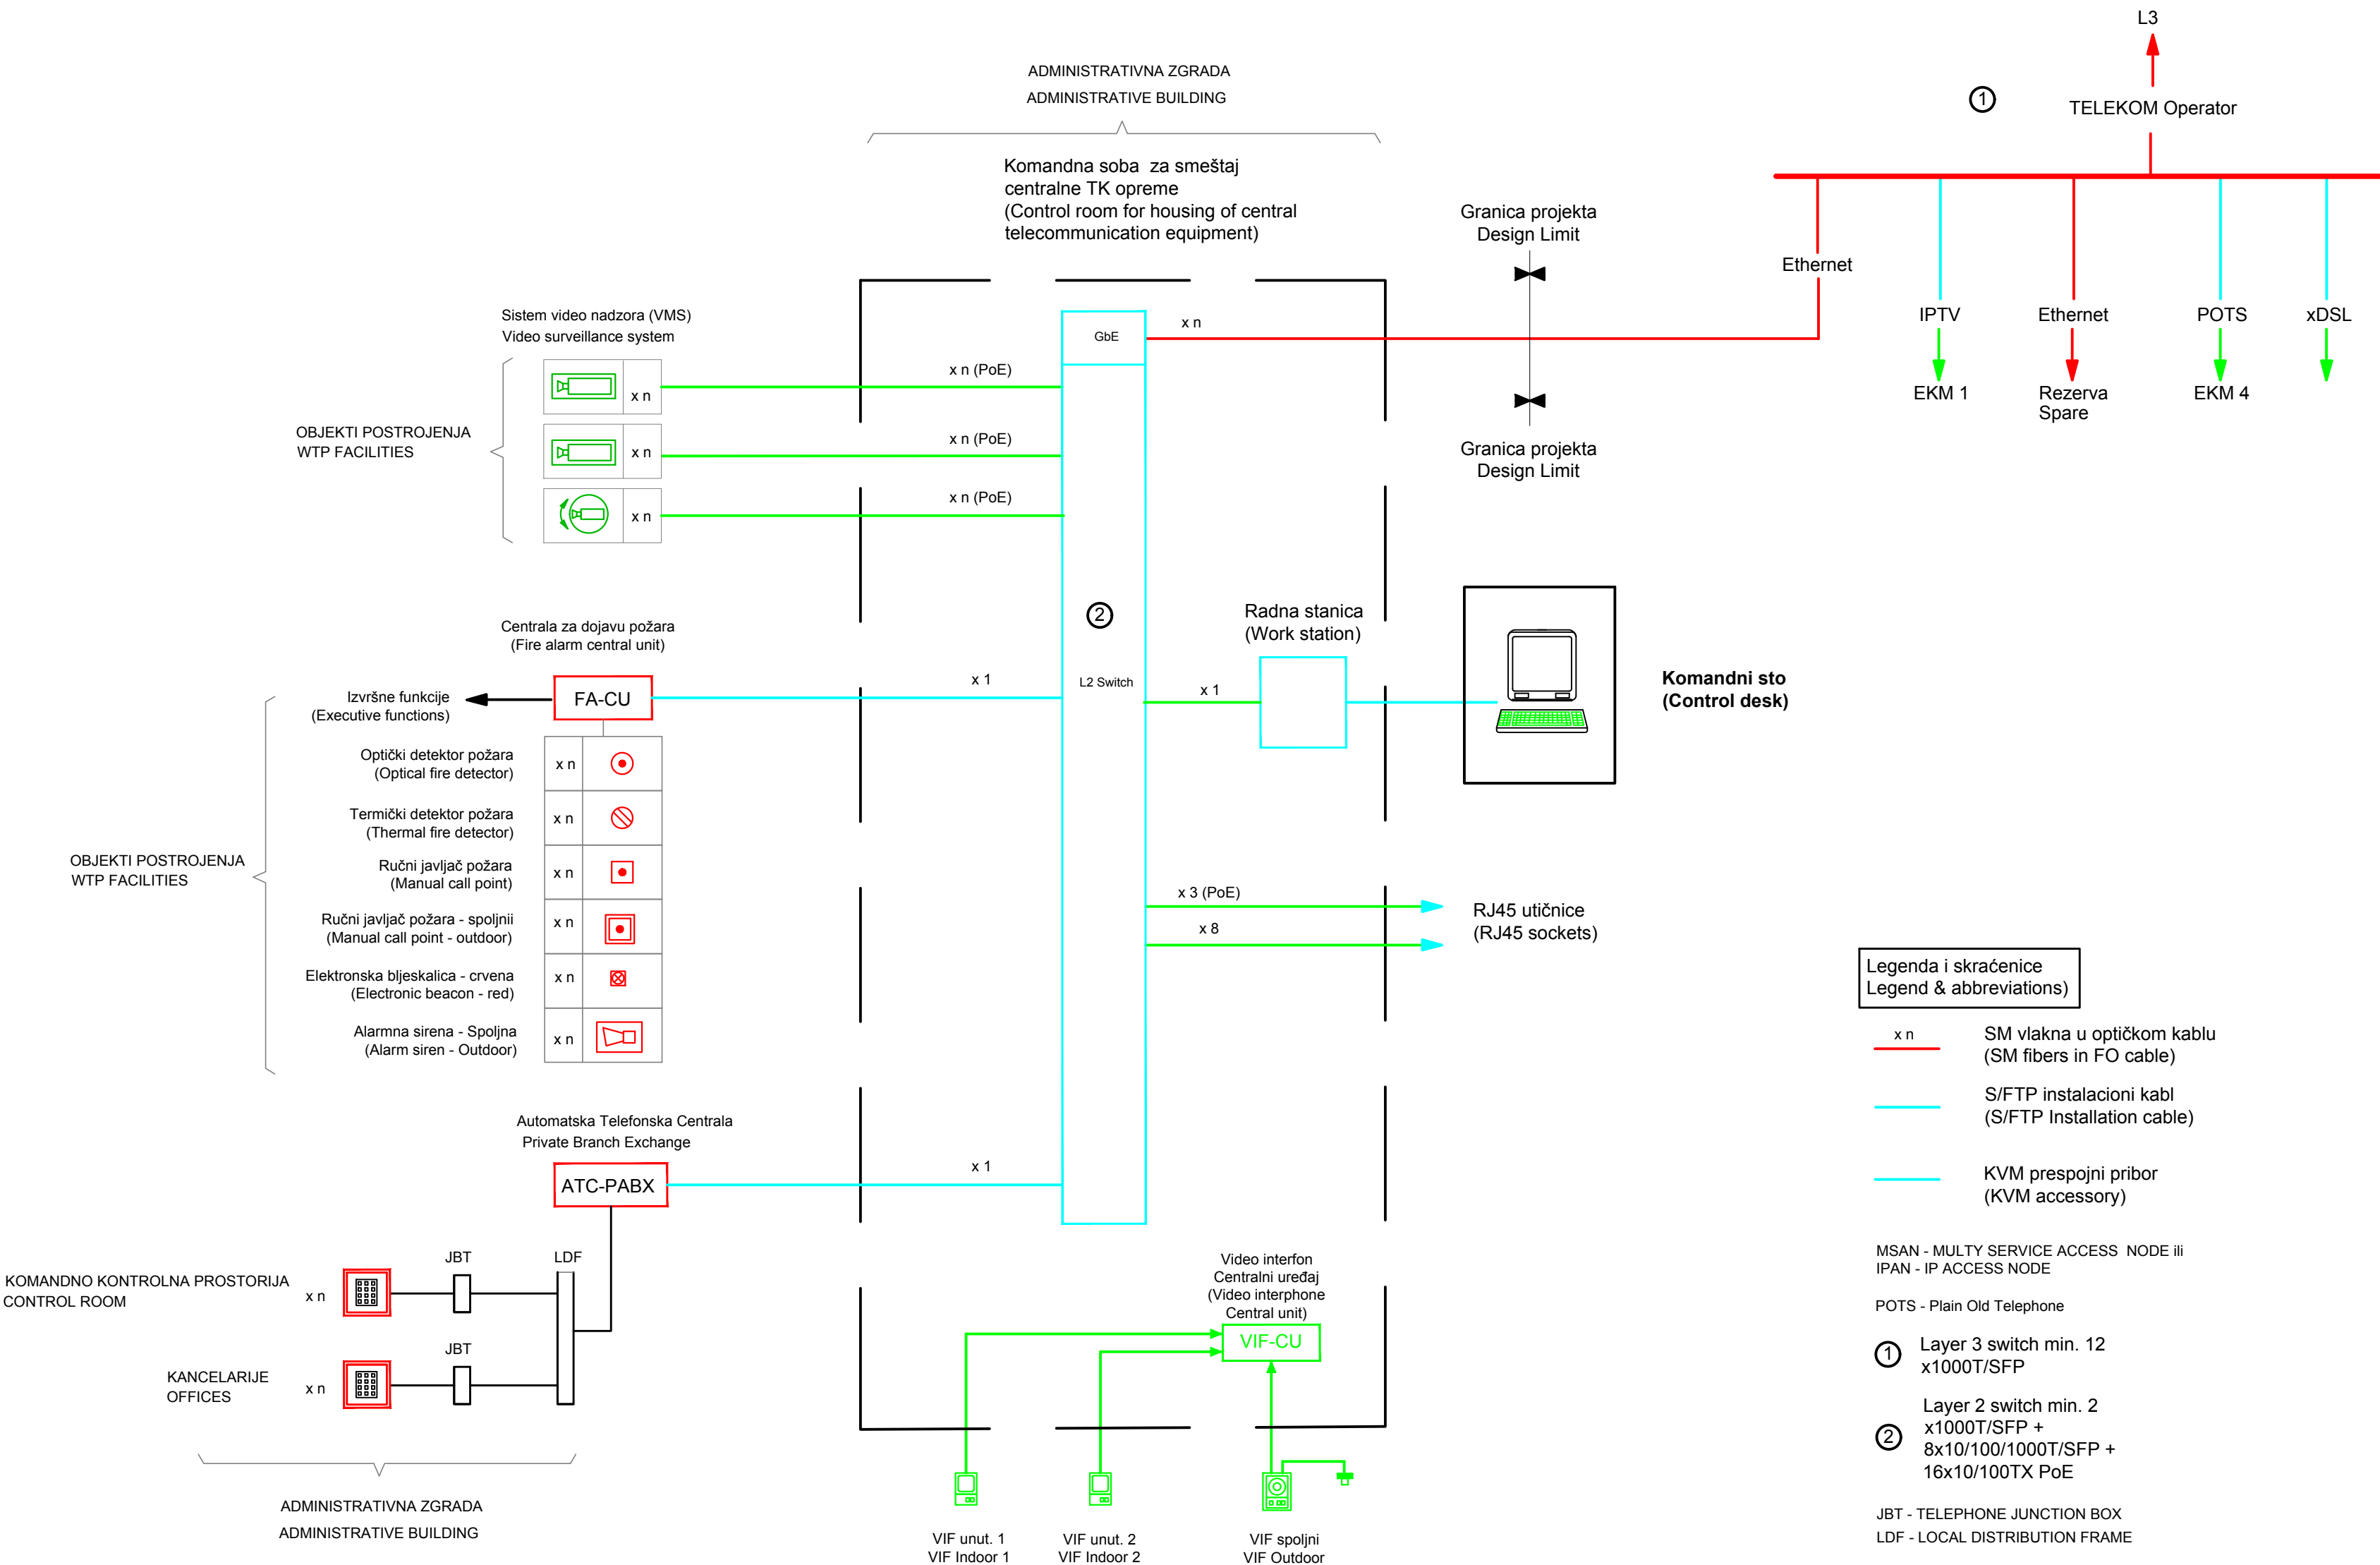 L3
TELEKOM Operator
1
ADMINISTRATIVNA ZGRADA
ADMINISTRATIVE BUILDING
Komandna soba za smeštaj
centralne TK opreme
(Control room for housing of central
telecommunication equipment)
Granica projekta
Design Limit
Ethernet
IPTV
Ethernet
POTS
xDSL
EKM 1
Rezerva
Spare
EKM 4
Granica projekta
Design Limit
GbE
x n
Sistem video nadzora (VMS)
Video surveillance system
x n
x n (PoE)
x n
x n (PoE)
x n
x n (PoE)
OBJEKTI POSTROJENJA
WTP FACILITIES
2
L2 Switch
Radna stanica
(Work station)
x 1
Komandni sto
(Control desk)
Centrala za dojavu požara
(Fire alarm central unit)
FA-CU
x 1
Izvršne funkcije
(Executive functions)
Optički detektor požara
(Optical fire detector)
x n
Termički detektor požara
(Thermal fire detector)
x n
Ručni javljač požara
(Manual call point)
x n
Ručni javljač požara - spoljnii
(Manual call point - outdoor)
x n
Elektronska bljeskalica - crvena
(Electronic beacon - red)
x n
Alarmna sirena - Spoljna
(Alarm siren - Outdoor)
x n
OBJEKTI POSTROJENJA
WTP FACILITIES
x 3 (PoE)
x 8
RJ45 utičnice
(RJ45 sockets)
Automatska Telefonska Centrala
Private Branch Exchange
ATC-PABX
x 1
JBT
LDF
KOMANDNO KONTROLNA PROSTORIJA
CONTROL ROOM
x n
JBT
KANCELARIJE
OFFICES
x n
ADMINISTRATIVNA ZGRADA
ADMINISTRATIVE BUILDING
Video interfon
Centralni uređaj
(Video interphone
Central unit)
VIF-CU
VIF unut. 1
VIF Indoor 1
VIF unut. 2
VIF Indoor 2
VIF spoljni
VIF Outdoor
Legenda i skraćenice
Legend & abbreviations)
x n
SM vlakna u optičkom kablu
(SM fibers in FO cable)
S/FTP instalacioni kabl
(S/FTP Installation cable)
KVM prespojni pribor
(KVM accessory)
MSAN - MULTY SERVICE ACCESS NODE ili
IPAN - IP ACCESS NODE
POTS - Plain Old Telephone
1
Layer 3 switch min. 12
x1000T/SFP
2
Layer 2 switch min. 2
x1000T/SFP +
8x10/100/1000T/SFP +
16x10/100TX PoE
JBT - TELEPHONE JUNCTION BOX
LDF - LOCAL DISTRIBUTION FRAME